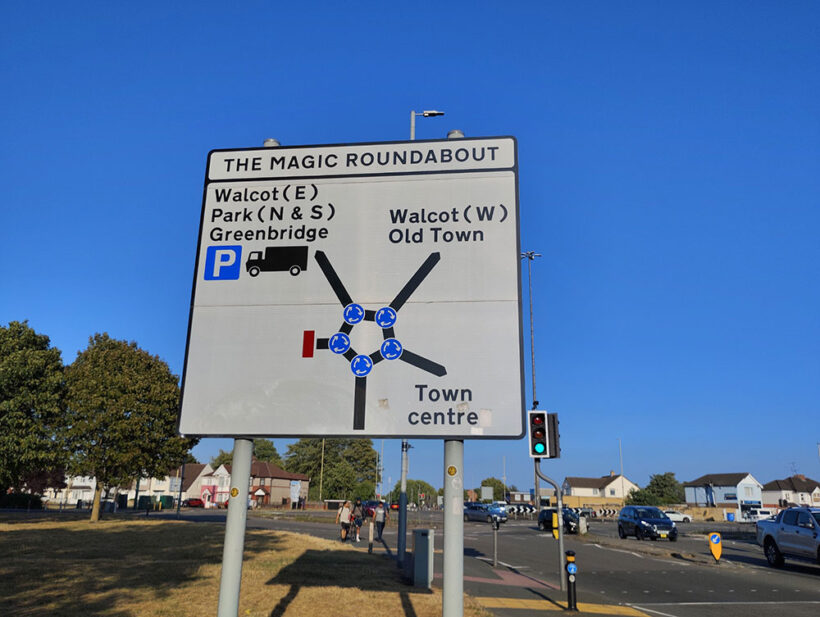 THE MAGIC ROUNDABOUT
Walcot (E)
Park (N & S)
Greenbridge
P
Walcot (W)
Old Town
Town
centre